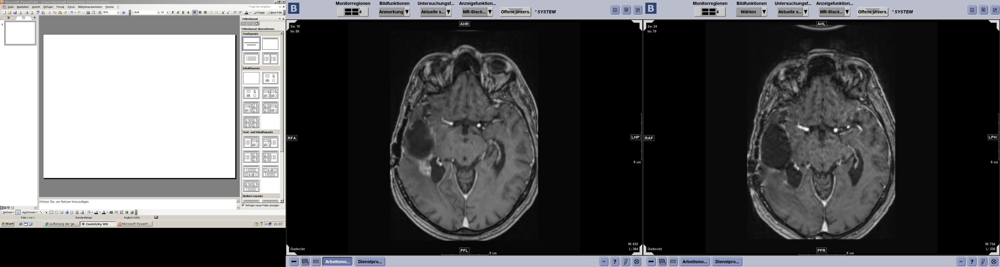 Microsoft PowerPoint - [New Microsoft PowerPoint-Präsentation]
Datei Bearbeiten Ansicht Einfügen Format Extras Bildschirmpräsentation Fenster ?
Frage hier eingeben
90% Arial 18 F K U S Design Neue Folie
1
Folienlayout
Folienlayout übernehmen:
Textlayouts
Inhaltlayouts
Text- und Inhaltlayouts
Andere Layouts
Einfügen neuer Folien anzeigen
Klicken Sie, um Notizen hinzuzufügen
Zeichnen AutoFormen
Folie 1 von 1 Standarddesign Englisch (USA)
Start Auflistung der ge... Centricity WS Microsoft PowerP... 21:57
B
Monitorregionen Bildfunktionen Untersuchungsf... Anzeigefunktion...
4 Anmerkung Aktuelle s... MR-Stack... Offene Unters. * SYSTEM
Se: 15
Im: 58
AHR
RFA
LHP
5 cm
Gadovist
W: 832
L: 394
PFL
5 cm
Arbeitsmo... Dienstpro... >> ?
B
Monitorregionen Bildfunktionen Untersuchungsf... Anzeigefunktion...
4 Wählen Aktuelle s... MR-Stack... Offene Unters. * SYSTEM
Se: 24
Im: 78
AHL
RAF
LPH
5 cm
Gadovist
W: 734
L: 339
PFR
5 cm
Arbeitsmo... Dienstpro... >> ?